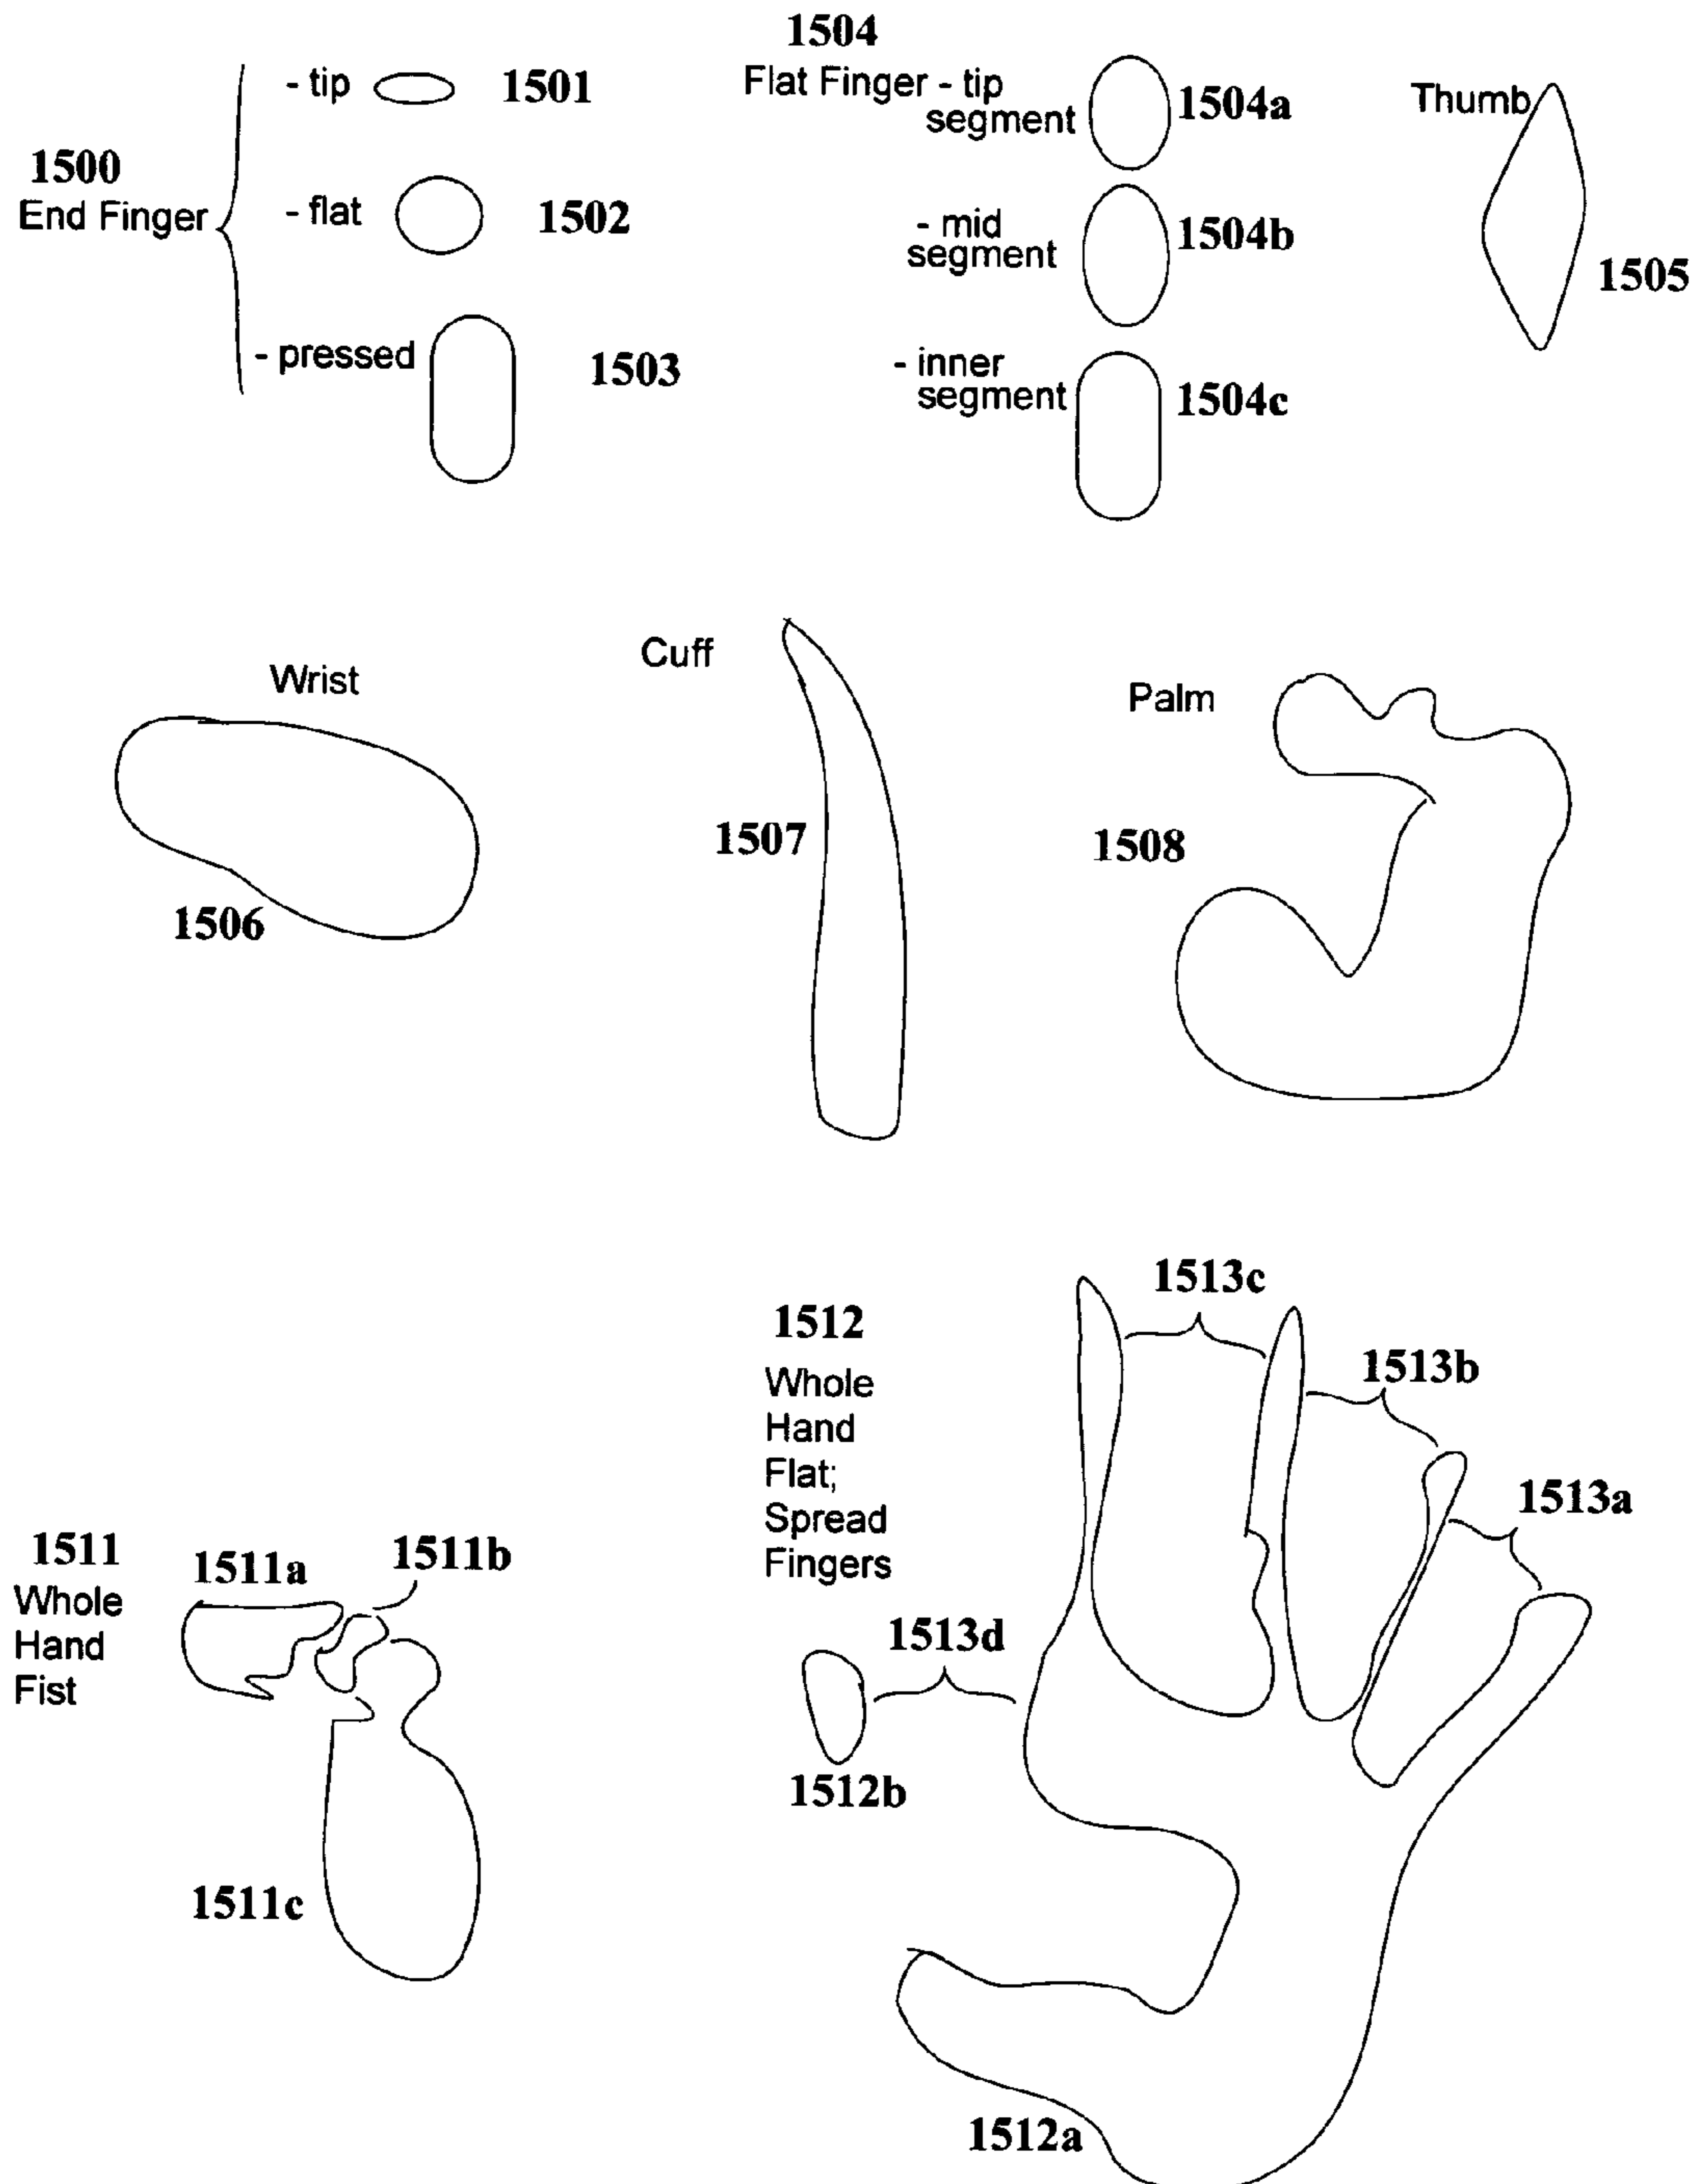 1500
End Finger
- tip 1501
- flat 1502
- pressed 1503
1504
Flat Finger - tip
segment 1504a
- mid
segment 1504b
- inner
segment 1504c
Thumb
1505
Wrist
1506
Cuff
1507
Palm
1508
1511
Whole
Hand
Fist
1511a
1511b
1511c
1512
Whole
Hand
Flat;
Spread
Fingers
1513c
1513b
1513a
1513d
1512b
1512a